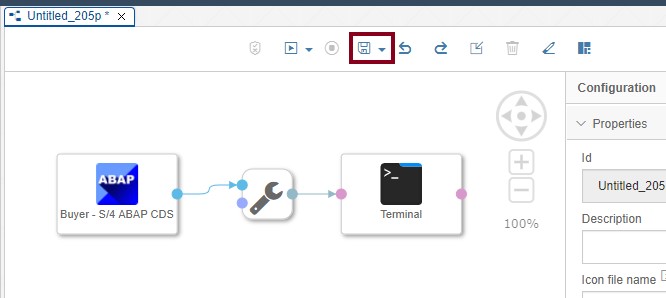 Untitled_205p *
Configuration
Properties
Id
Untitled_205
Description
Icon file name
ABAP
Buyer - S/4 ABAP CDS
>_
Terminal
100%